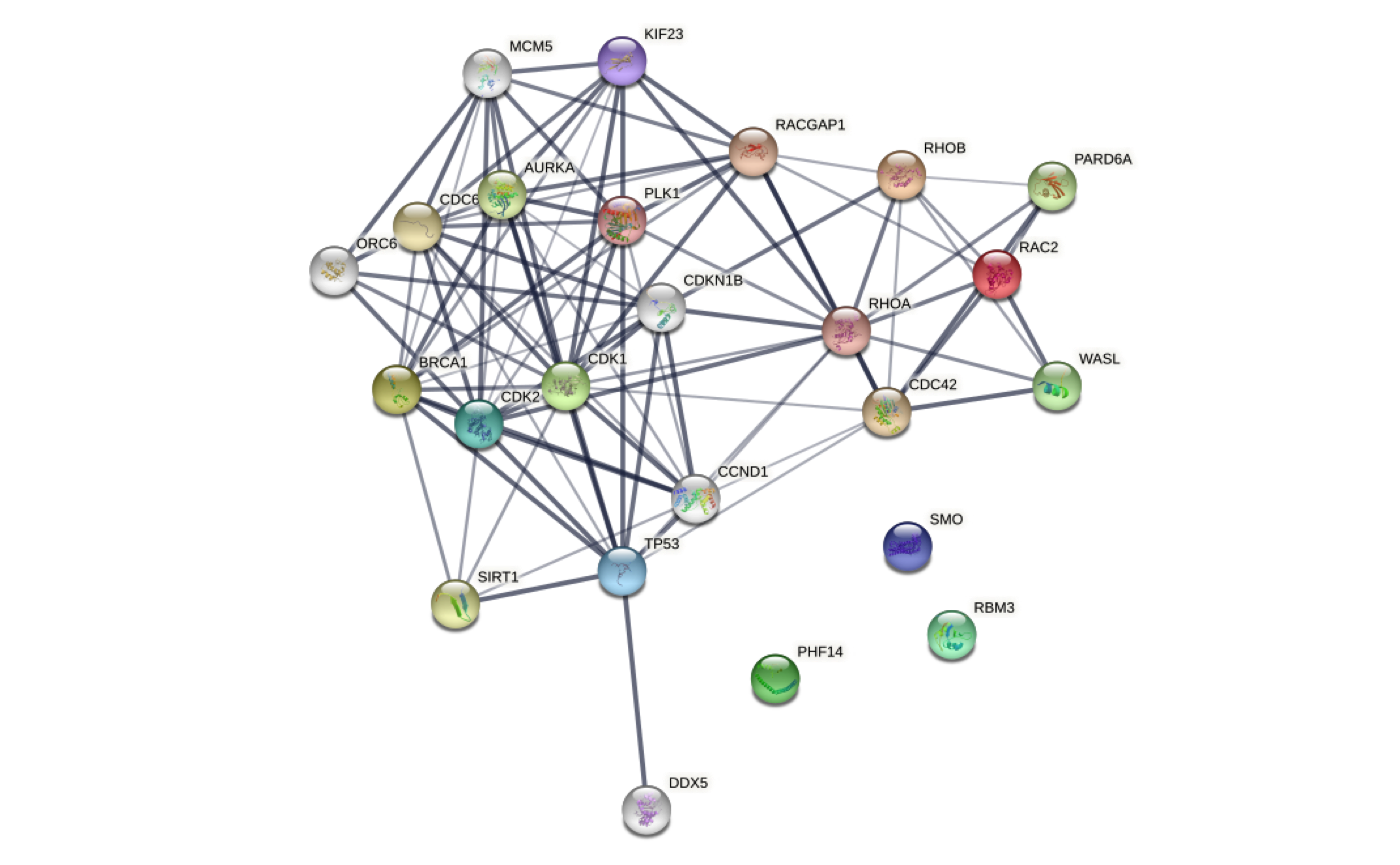 KIF23
MCM5
RACGAP1
RHOB
PARD6A
AURKA
PLK1
CDC6
ORC6
RAC2
CDKN1B
RHOA
CDK1
WASL
BRCA1
CDC42
CDK2
CCND1
SMO
TP53
SIRT1
RBM3
PHF14
DDX5